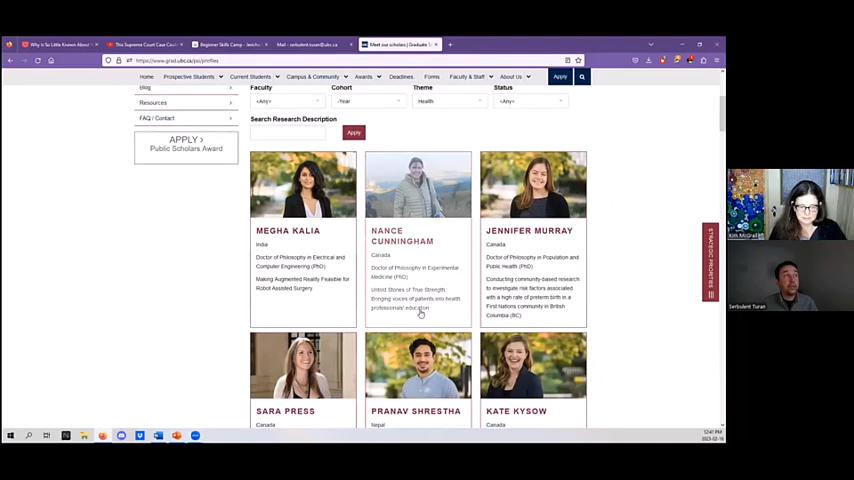 Why Is So Little Known About
This Supreme Court Case Coul
Beginner Skills Camp - Jerich
Mail - serbulent.turan@ubc.ca
Meet our scholars | Graduate S
https://www.grad.ubc.ca/psi/profiles
Home Prospective Students Current Students Campus & Community Awards Deadlines Forms Faculty & Staff About Us Apply
Blog
Resources
FAQ / Contact
APPLY ›
Public Scholars Award
Faculty Cohort Theme Status
<Any> -Year Health <Any>
Search Research Description
Apply
MEGHA KALIA
India
Doctor of Philosophy in Electrical and
Computer Engineering (PhD)
Making Augmented Reality Feasible for
Robot Assisted Surgery
NANCE
CUNNINGHAM
Canada
Doctor of Philosophy in Experimental
Medicine (PhD)
Untold Stories of True Strength:
Bringing voices of patients into health
professionals' education
JENNIFER MURRAY
Canada
Doctor of Philosophy in Population and
Public Health (PhD)
Conducting community-based research
to investigate risk factors associated
with a high rate of preterm birth in a
First Nations community in British
Columbia (BC)
STRATEGIC PRIORITIES
SARA PRESS
Canada
PRANAV SHRESTHA
Nepal
KATE KYSOW
Canada
Serbulent Turan
12:41 PM
2023-02-16